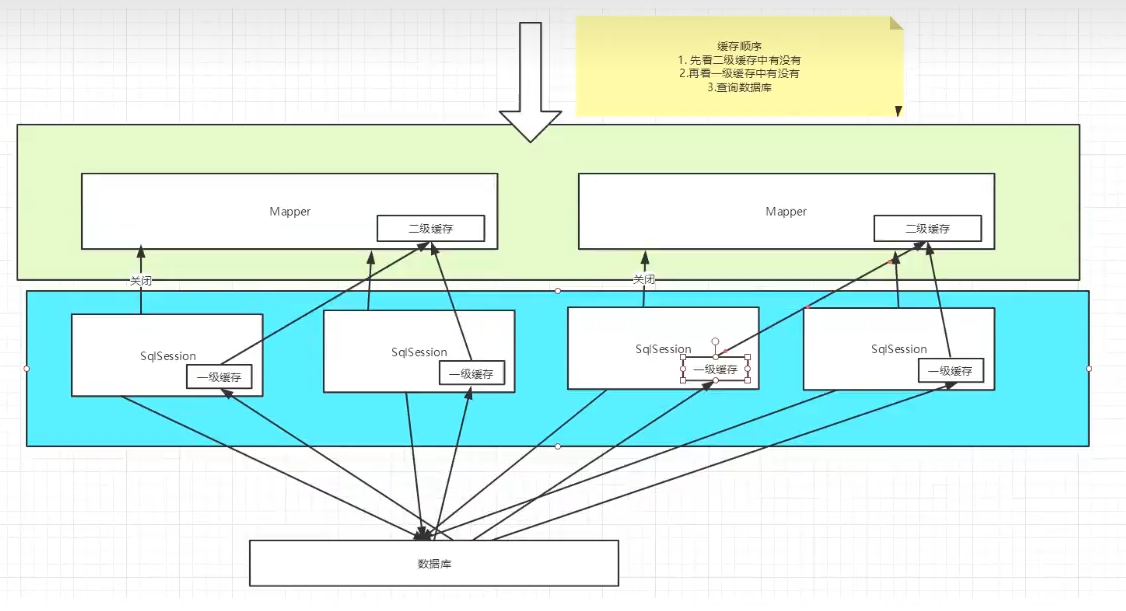 缓存顺序
1. 先看二级缓存中有没有
2.再看一级缓存中有没有
3.查询数据库
Mapper
二级缓存
Mapper
二级缓存
关闭
关闭
SqlSession
一级缓存
SqlSession
一级缓存
SqlSession
一级缓存
SqlSession
一级缓存
数据库